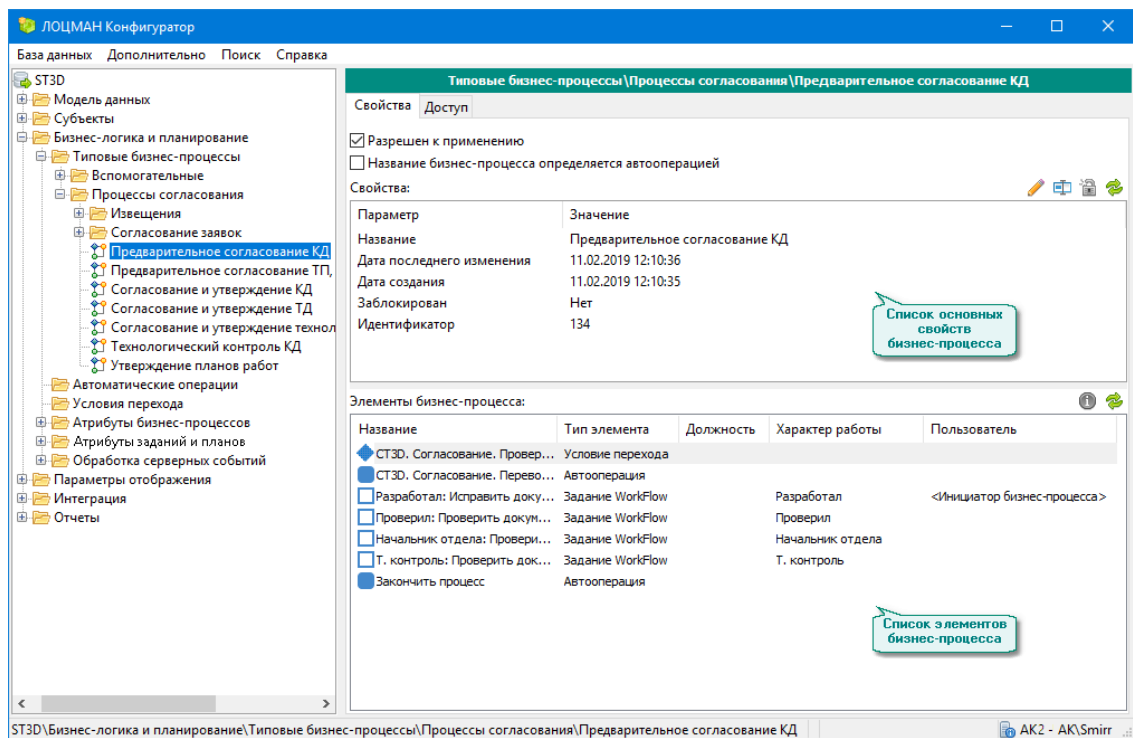 ЛОЦМАН Конфигуратор
База данных Дополнительно Поиск Справка
ST3D
Модель данных
Субъекты
Бизнес-логика и планирование
Типовые бизнес-процессы
Вспомогательные
Процессы согласования
Извещения
Согласование заявок
Предварительное согласование КД
Предварительное согласование ТП,
Согласование и утверждение КД
Согласование и утверждение ТД
Согласование и утверждение технол
Технологический контроль КД
Утверждение планов работ
Автоматические операции
Условия перехода
Атрибуты бизнес-процессов
Атрибуты заданий и планов
Обработка серверных событий
Параметры отображения
Интеграция
Отчеты
Типовые бизнес-процессы\Процессы согласования\Предварительное согласование КД
Свойства Доступ
Разрешен к применению
Название бизнес-процесса определяется автооперацией
Свойства:
Параметр Значение
Название Предварительное согласование КД
Дата последнего изменения 11.02.2019 12:10:36
Дата создания 11.02.2019 12:10:35
Заблокирован Нет
Идентификатор 134
Список основных
свойств
бизнес-процесса
Элементы бизнес-процесса:
Название Тип элемента Должность Характер работы Пользователь
СТ3D. Согласование. Провер... Условие перехода
СТ3D. Согласование. Перево... Автооперация
Разработал: Исправить доку... Задание WorkFlow Разработал <Инициатор бизнес-процесса>
Проверил: Проверить докум... Задание WorkFlow Проверил
Начальник отдела: Провери... Задание WorkFlow Начальник отдела
Т. контроль: Проверить док... Задание WorkFlow Т. контроль
Закончить процесс Автооперация
Список элементов
бизнес-процесса
ST3D\Бизнес-логика и планирование\Типовые бизнес-процессы\Процессы согласования\Предварительное согласование КД AK2 - AK\Smirr